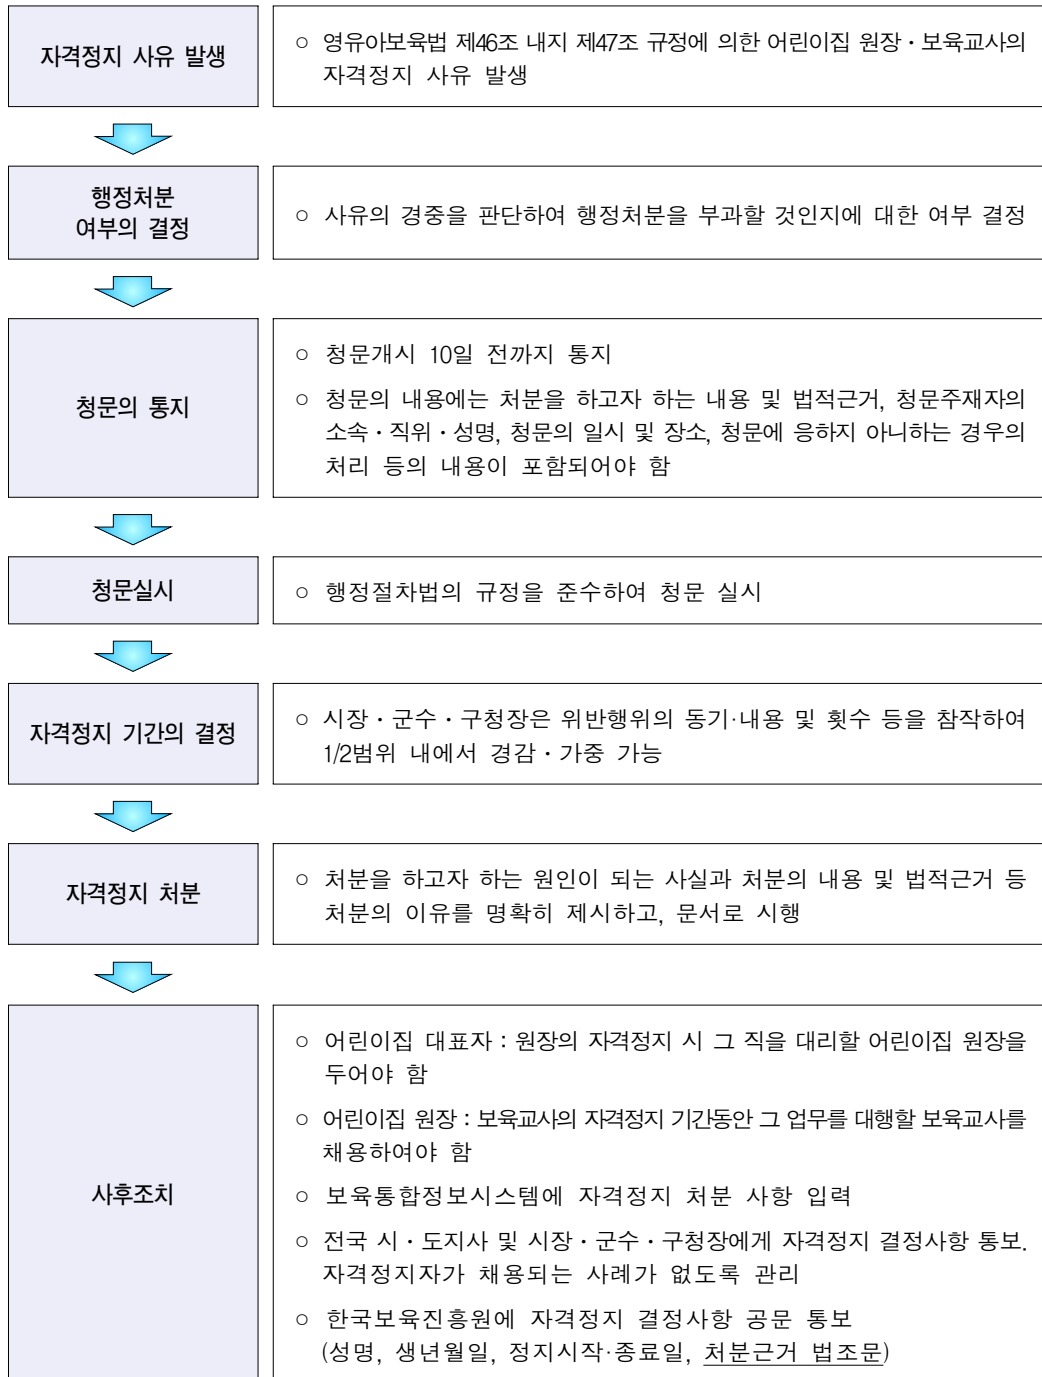 자격정지 사유 발생
○ 영유아보육법 제46조 내지 제47조 규정에 의한 어린이집 원장・보육교사의
자격정지 사유 발생
행정처분
여부의 결정
○ 사유의 경중을 판단하여 행정처분을 부과할 것인지에 대한 여부 결정
청문의 통지
○ 청문개시 10일 전까지 통지
○ 청문의 내용에는 처분을 하고자 하는 내용 및 법적근거, 청문주재자의
소속・직위・성명, 청문의 일시 및 장소, 청문에 응하지 아니하는 경우의
처리 등의 내용이 포함되어야 함
청문실시
○ 행정절차법의 규정을 준수하여 청문 실시
자격정지 기간의 결정
○ 시장・군수・구청장은 위반행위의 동기·내용 및 횟수 등을 참작하여
1/2범위 내에서 경감・가중 가능
자격정지 처분
○ 처분을 하고자 하는 원인이 되는 사실과 처분의 내용 및 법적근거 등
처분의 이유를 명확히 제시하고, 문서로 시행
사후조치
○ 어린이집 대표자 : 원장의 자격정지 시 그 직을 대리할 어린이집 원장을
두어야 함
○ 어린이집 원장 : 보육교사의 자격정지 기간동안 그 업무를 대행할 보육교사를
채용하여야 함
○ 보육통합정보시스템에 자격정지 처분 사항 입력
○ 전국 시・도지사 및 시장・군수・구청장에게 자격정지 결정사항 통보.
자격정지자가 채용되는 사례가 없도록 관리
○ 한국보육진흥원에 자격정지 결정사항 공문 통보
(성명, 생년월일, 정지시작·종료일, 처분근거 법조문)